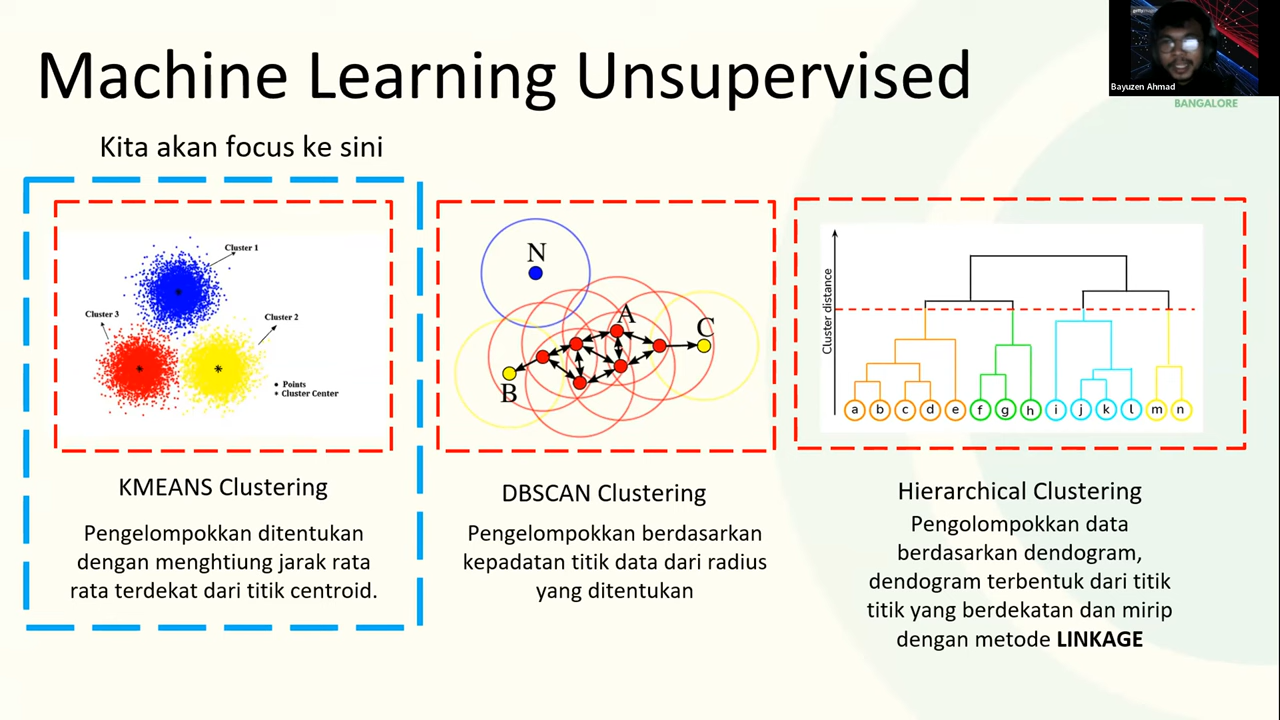 Machine Learning Unsupervised
Bayuzen Ahmad
BANGALORE
Kita akan focus ke sini
Cluster 1
Cluster 3
Cluster 2
Points
Cluster Center
N
A
C
B
Cluster distance
a b c d e f g h i j k l m n
KMEANS Clustering
Pengelompokkan ditentukan
dengan menghtiung jarak rata
rata terdekat dari titik centroid.
DBSCAN Clustering
Pengelompokkan berdasarkan
kepadatan titik data dari radius
yang ditentukan
Hierarchical Clustering
Pengolompokkan data
berdasarkan dendogram,
dendogram terbentuk dari titik
titik yang berdekatan dan mirip
dengan metode LINKAGE